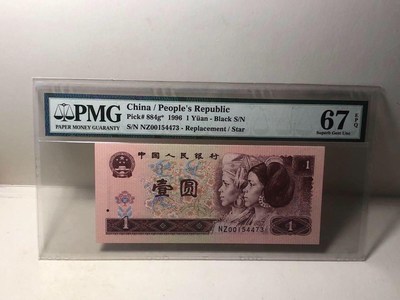 PMG
PAPER MONEY GUARANTY
China / People's Republic
Pick# 884g* 1996 1 Yüan - Black S/N
S/N NZ00154473 - Replacement / Star
67 EPQ
Superb Gem Unc
中国人民银行
1
壹圆
1
NZ00154473